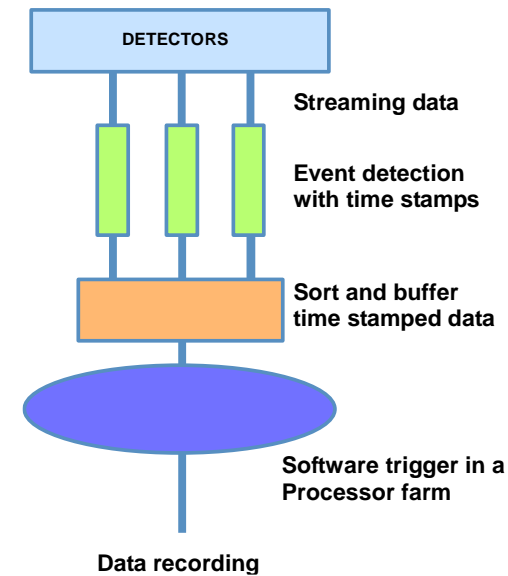 DETECTORS
Streaming data
Event detection
with time stamps
Sort and buffer
time stamped data
Software trigger in a
Processor farm
Data recording